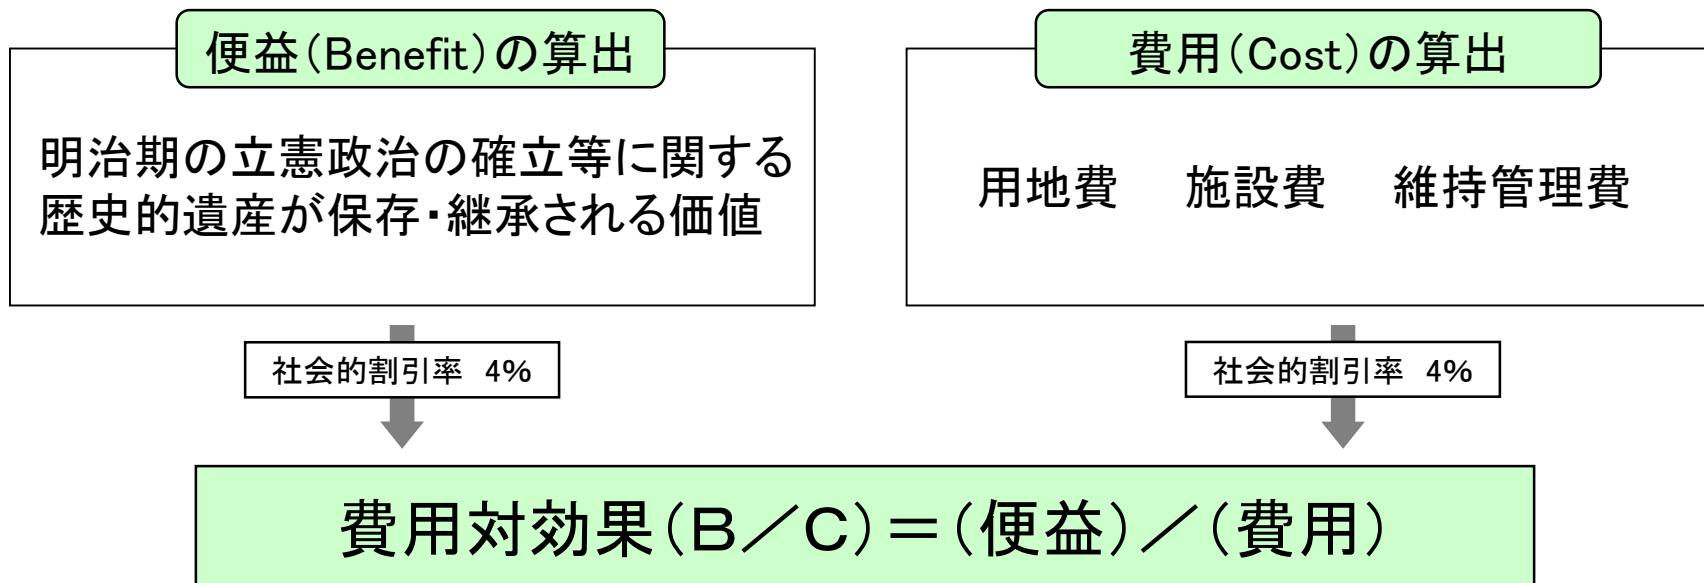 便益(Benefit)の算出
明治期の立憲政治の確立等に関する
歴史的遺産が保存・継承される価値
社会的割引率 4%
費用(Cost)の算出
用地費 施設費 維持管理費
社会的割引率 4%
費用対効果(B/C)=(便益)/(費用)